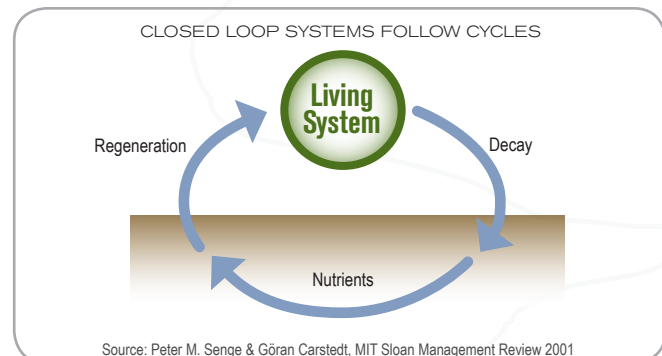 CLOSED LOOP SYSTEMS FOLLOW CYCLES
Living
System
Regeneration
Decay
Nutrients
Source: Peter M. Senge & Göran Carstedt, MIT Sloan Management Review 2001